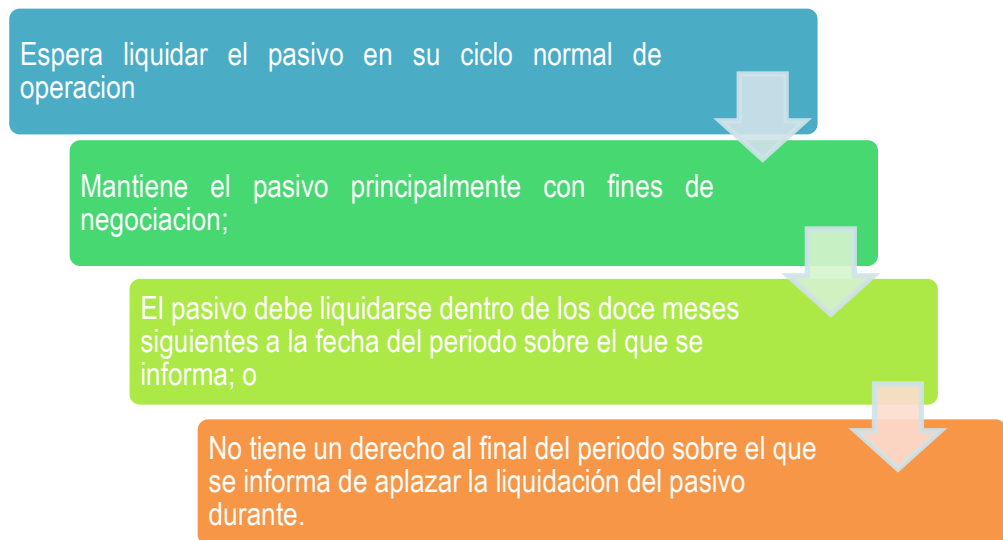 Espera liquidar el pasivo en su ciclo normal de
operacion
Mantiene el pasivo principalmente con fines de
negociacion;
El pasivo debe liquidarse dentro de los doce meses
siguientes a la fecha del periodo sobre el que se
informa; o
No tiene un derecho al final del periodo sobre el que
se informa de aplazar la liquidación del pasivo
durante.